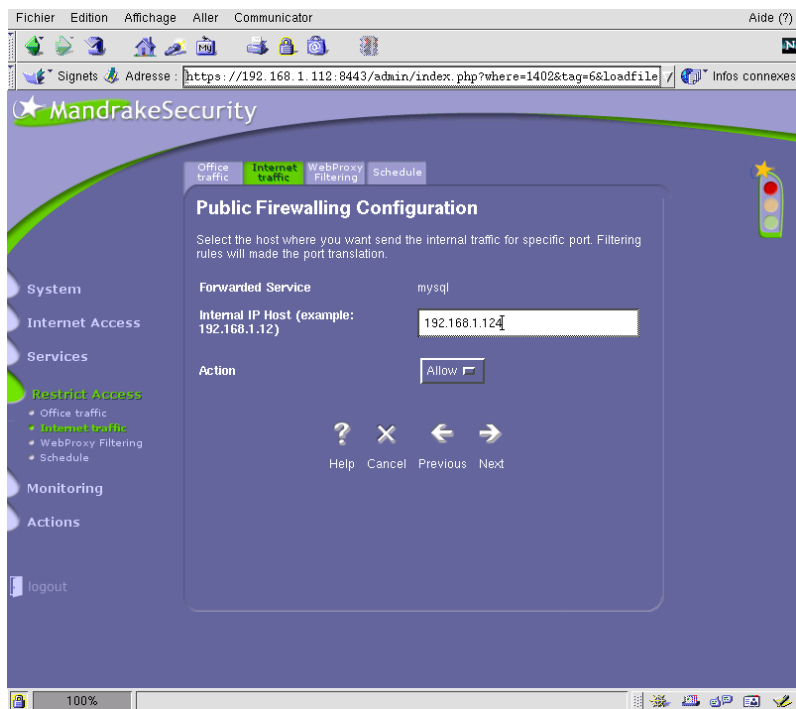 Fichier Edition Affichage Aller Communicator Aide (?)
Signets Adresse : https://192.168.1.112:8443/admin/index.php?where=1402&tag=6&loadfile Infos connexes
MandrakeSecurity
Office traffic Internet traffic WebProxy Filtering Schedule
Public Firewalling Configuration
Select the host where you want send the internal traffic for specific port. Filtering
rules will made the port translation.
Forwarded Service mysql
Internal IP Host (example:
192.168.1.12) 192.168.1.124
Action Allow
Help Cancel Previous Next
System
Internet Access
Services
Restrict Access
Office traffic
Internet traffic
WebProxy Filtering
Schedule
Monitoring
Actions
logout
100%